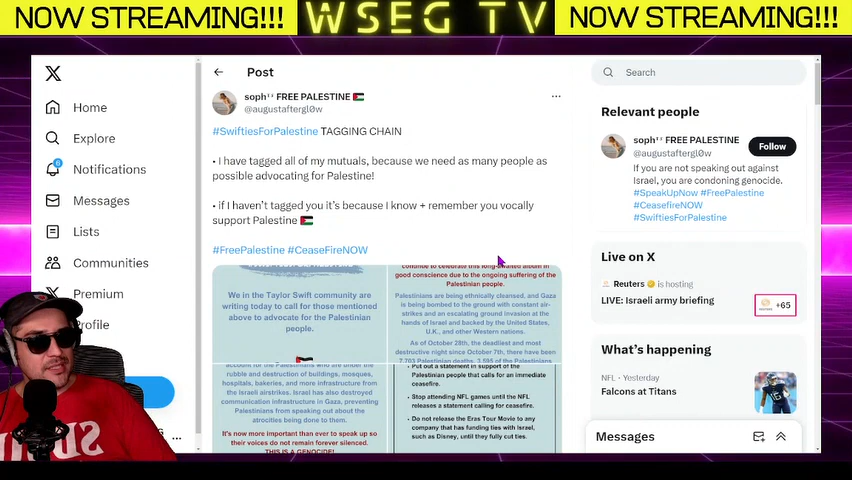 NOW STREAMING!!!
WSEG TV
NOW STREAMING!!!
Home
Explore
6
Notifications
Messages
Lists
Communities
Premium
Profile
Post
soph FREE PALESTINE 🇵🇸
@augustaftergl0w
#SwiftiesForPalestine TAGGING CHAIN
• I have tagged all of my mutuals, because we need as many people as
possible advocating for Palestine!
• if I haven't tagged you it's because I know + remember you vocally
support Palestine 🇵🇸
#FreePalestine #CeaseFireNOW
We in the Taylor Swift community are
writing today to call for those mentioned
above to advocate for the Palestinian
people.
continue to celebrate this long-awaited album in
good conscience due to the ongoing suffering of the
Palestinian people.
Palestinians are being ethnically cleansed, and Gaza
is being bombed to the ground with constant air-
strikes and an escalating ground invasion at the
hands of Israel and backed by the United States,
U.K., and other Western nations.
As of October 28th, the deadliest and most
destructive night since October 7th, there have been
7,703 Palestinian deaths, 3,595 of the Palestinians
account for the Palestinians who are under the
rubble and destruction of buildings, mosques,
hospitals, bakeries, and more infrastructure from
the Israeli airstrikes. Israel has also destroyed
communication infrastructure in Gaza, preventing
Palestinians from speaking out about the
atrocities being done to them.
It's now more important than ever to speak up so
their voices do not remain forever silenced.
THIS IS A GENOCIDE!
• Put out a statement in support of the
Palestinian people that calls for an immediate
ceasefire.
• Stop attending NFL games until the NFL
releases a statement calling for ceasefire.
• Do not release the Eras Tour Movie to any
company that has funding ties with Israel,
such as Disney, until they fully cut ties.
Search
Relevant people
soph FREE PALESTINE
@augustaftergl0w
Follow
If you are not speaking out against
Israel, you are condoning genocide.
#SpeakUpNow #FreePalestine
#CeasefireNOW
#SwiftiesForPalestine
Live on X
Reuters is hosting
LIVE: Israeli army briefing
+65
What's happening
NFL · Yesterday
Falcons at Titans
Messages